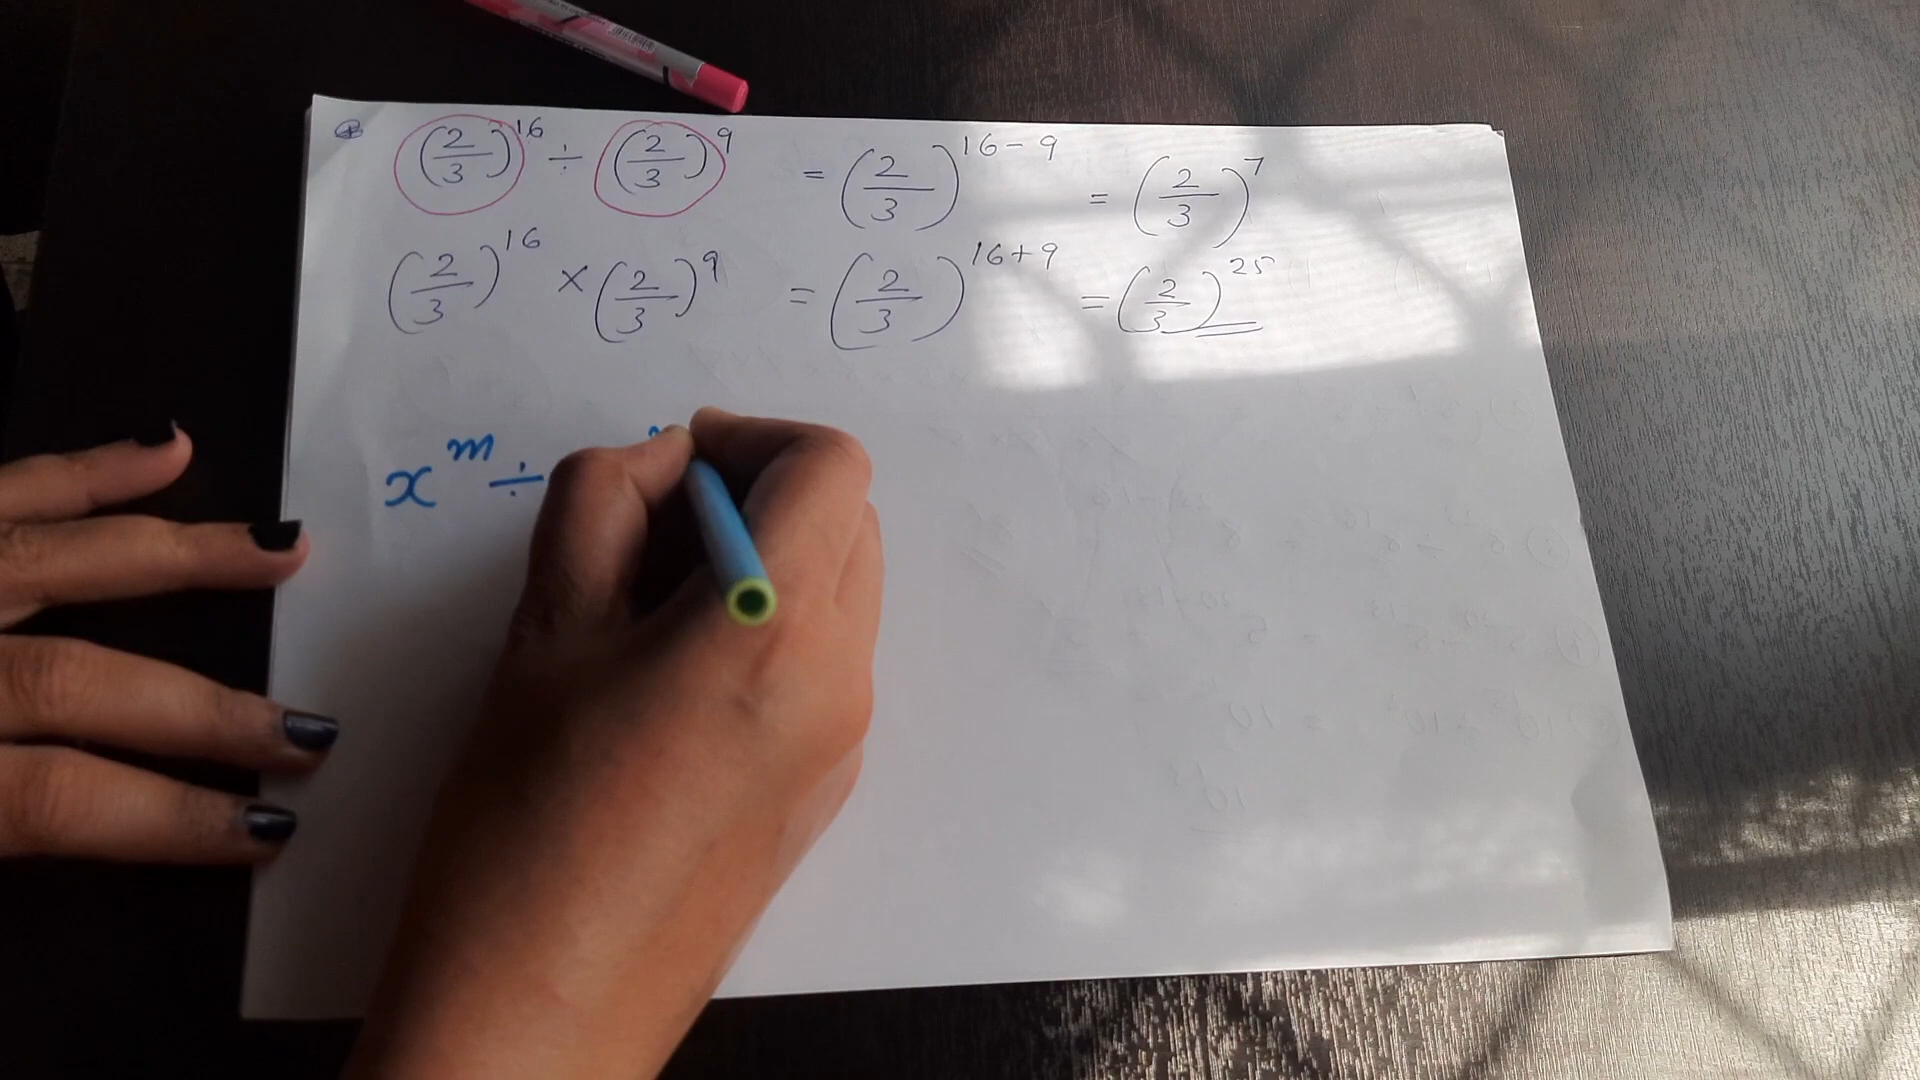 (2/3)^16 ÷ (2/3)^9 = (2/3)^16-9 = (2/3)^7
(2/3)^16 × (2/3)^9 = (2/3)^16+9 = (2/3)^25
x^m ÷